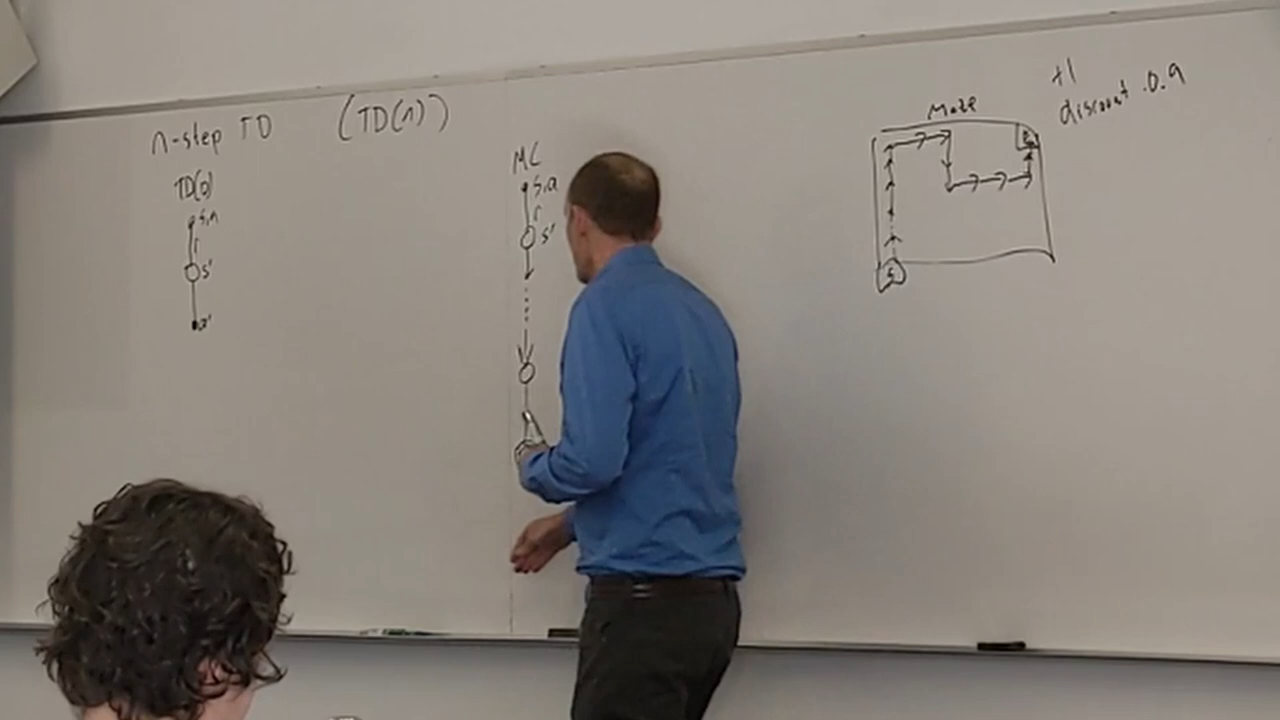 n-step TD (TD(n))
TD(0)
s,a
r
s'
a'
MC
s,a
r
s'
Maze
+1
discount .0.9
S